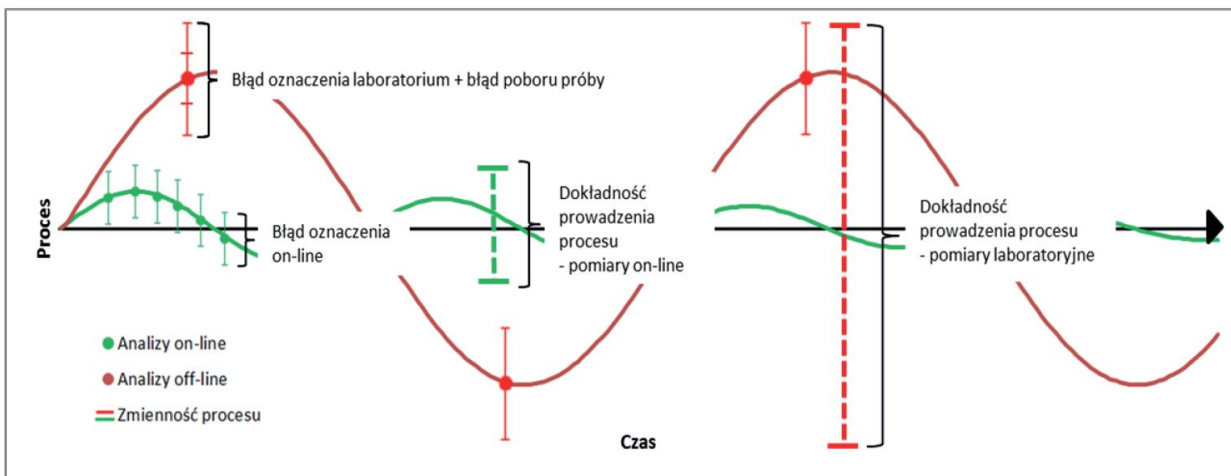 Błąd oznaczenia laboratorium + błąd poboru próby
Proces
Błąd oznaczenia
on-line
Dokładność
prowadzenia
procesu
- pomiary on-line
Dokładność
prowadzenia procesu
- pomiary laboratoryjne
Analizy on-line
Analizy off-line
Zmienność procesu
Czas